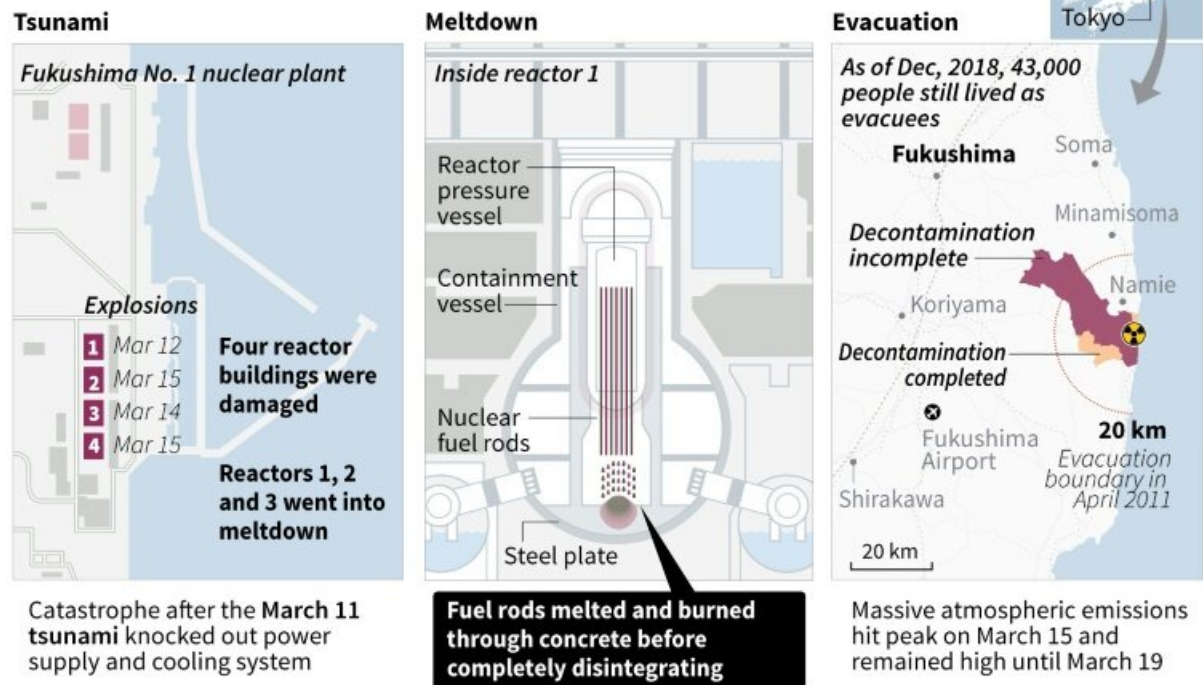 Tsunami
Fukushima No. 1 nuclear plant
Explosions
1 Mar 12
2 Mar 15
3 Mar 14
4 Mar 15
Four reactor
buildings were
damaged
Reactors 1, 2
and 3 went into
meltdown
Catastrophe after the March 11
tsunami knocked out power
supply and cooling system
Meltdown
Inside reactor 1
Reactor
pressure
vessel
Containment
vessel
Nuclear
fuel rods
Steel plate
Fuel rods melted and burned
through concrete before
completely disintegrating
Evacuation
Tokyo
As of Dec, 2018, 43,000
people still lived as
evacuees
Fukushima
Soma
Minamisoma
Decontamination
incomplete
Namie
Koriyama
Decontamination
completed
Fukushima
Airport
20 km
Evacuation
boundary in
April 2011
Shirakawa
20 km
Massive atmospheric emissions
hit peak on March 15 and
remained high until March 19